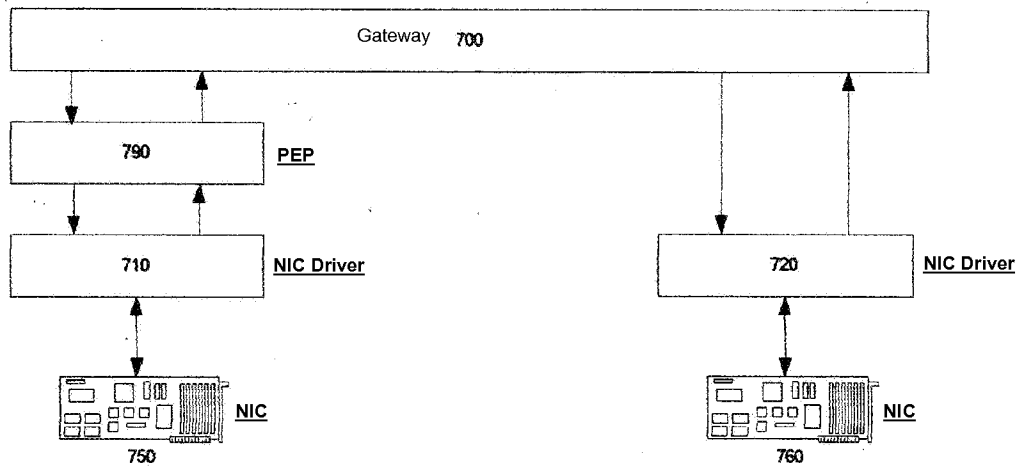 Gateway 700
790 PEP
710 NIC Driver
720 NIC Driver
NIC
NIC
750
760